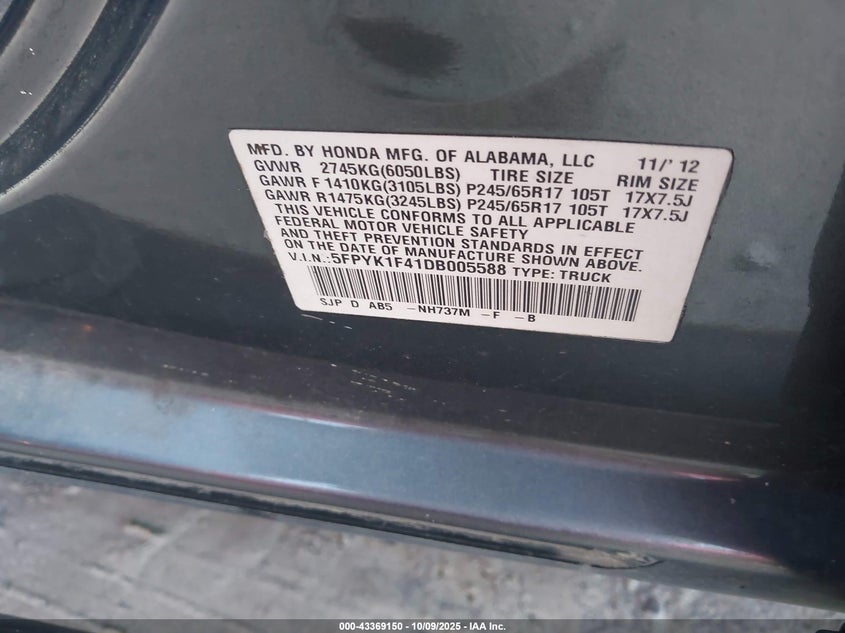 MFD. BY HONDA MFG. OF ALABAMA, LLC 11/' 12
GVWR 2745KG(6050LBS) TIRE SIZE RIM SIZE
GAWR F 1410KG(3105LBS) P245/65R17 105T 17X7.5J
GAWR R1475KG(3245LBS) P245/65R17 105T 17X7.5J
THIS VEHICLE CONFORMS TO ALL APPLICABLE
FEDERAL MOTOR VEHICLE SAFETY
AND THEFT PREVENTION STANDARDS IN EFFECT
ON THE DATE OF MANUFACTURE SHOWN ABOVE.
V.I.N.:5FPYK1F41DB005588 TYPE: TRUCK
SJP D AB5 -NH737M -F -B
000-43369150 | 10/09/2025 | IAA Inc.